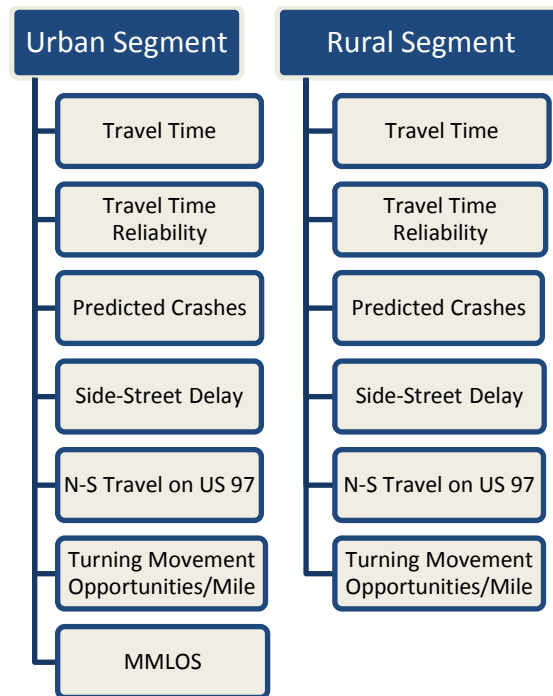 Urban Segment
Travel Time
Travel Time
Reliability
Predicted Crashes
Side-Street Delay
N-S Travel on US 97
Turning Movement
Opportunities/Mile
MMLOS
Rural Segment
Travel Time
Travel Time
Reliability
Predicted Crashes
Side-Street Delay
N-S Travel on US 97
Turning Movement
Opportunities/Mile